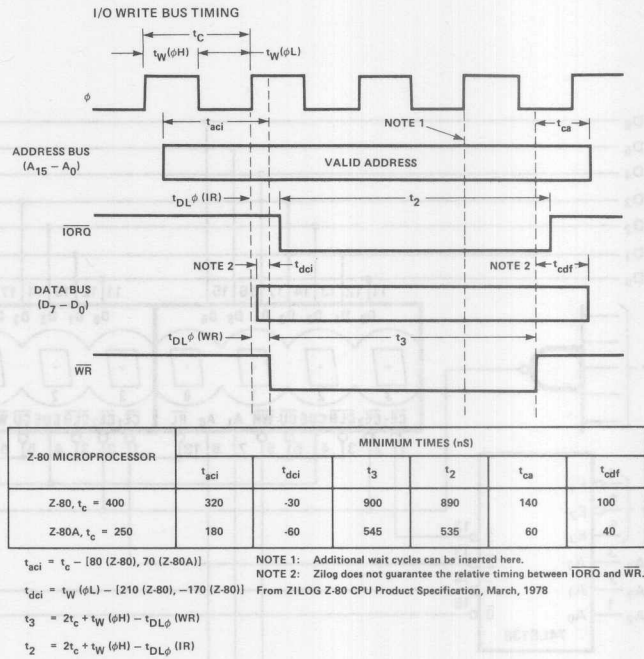 I/O WRITE BUS TIMING
tC
tW(ϕH)
tW(ϕL)
ϕ
taci
NOTE 1
tca
ADDRESS BUS
(A15 – A0)
VALID ADDRESS
tDLϕ (IR)
t2
IORQ
NOTE 2
tdci
NOTE 2
tcdf
DATA BUS
(D7 – D0)
tDLϕ (WR)
t3
WR
Z-80 MICROPROCESSOR
MINIMUM TIMES (nS)
taci tdci t3 t2 tca tcdf
Z-80, tc = 400 320 -30 900 890 140 100
Z-80A, tc = 250 180 -60 545 535 60 40
taci = tc – [80 (Z-80), 70 (Z-80A)]
NOTE 1: Additional wait cycles can be inserted here.
NOTE 2: Zilog does not guarantee the relative timing between IORQ and WR.
tdci = tW (ϕL) – [210 (Z-80), –170 (Z-80)]
From ZILOG Z-80 CPU Product Specification, March, 1978
t3 = 2tc + tW (ϕH) – tDLϕ (WR)
t2 = 2tc + tW (ϕH) – tDLϕ (IR)